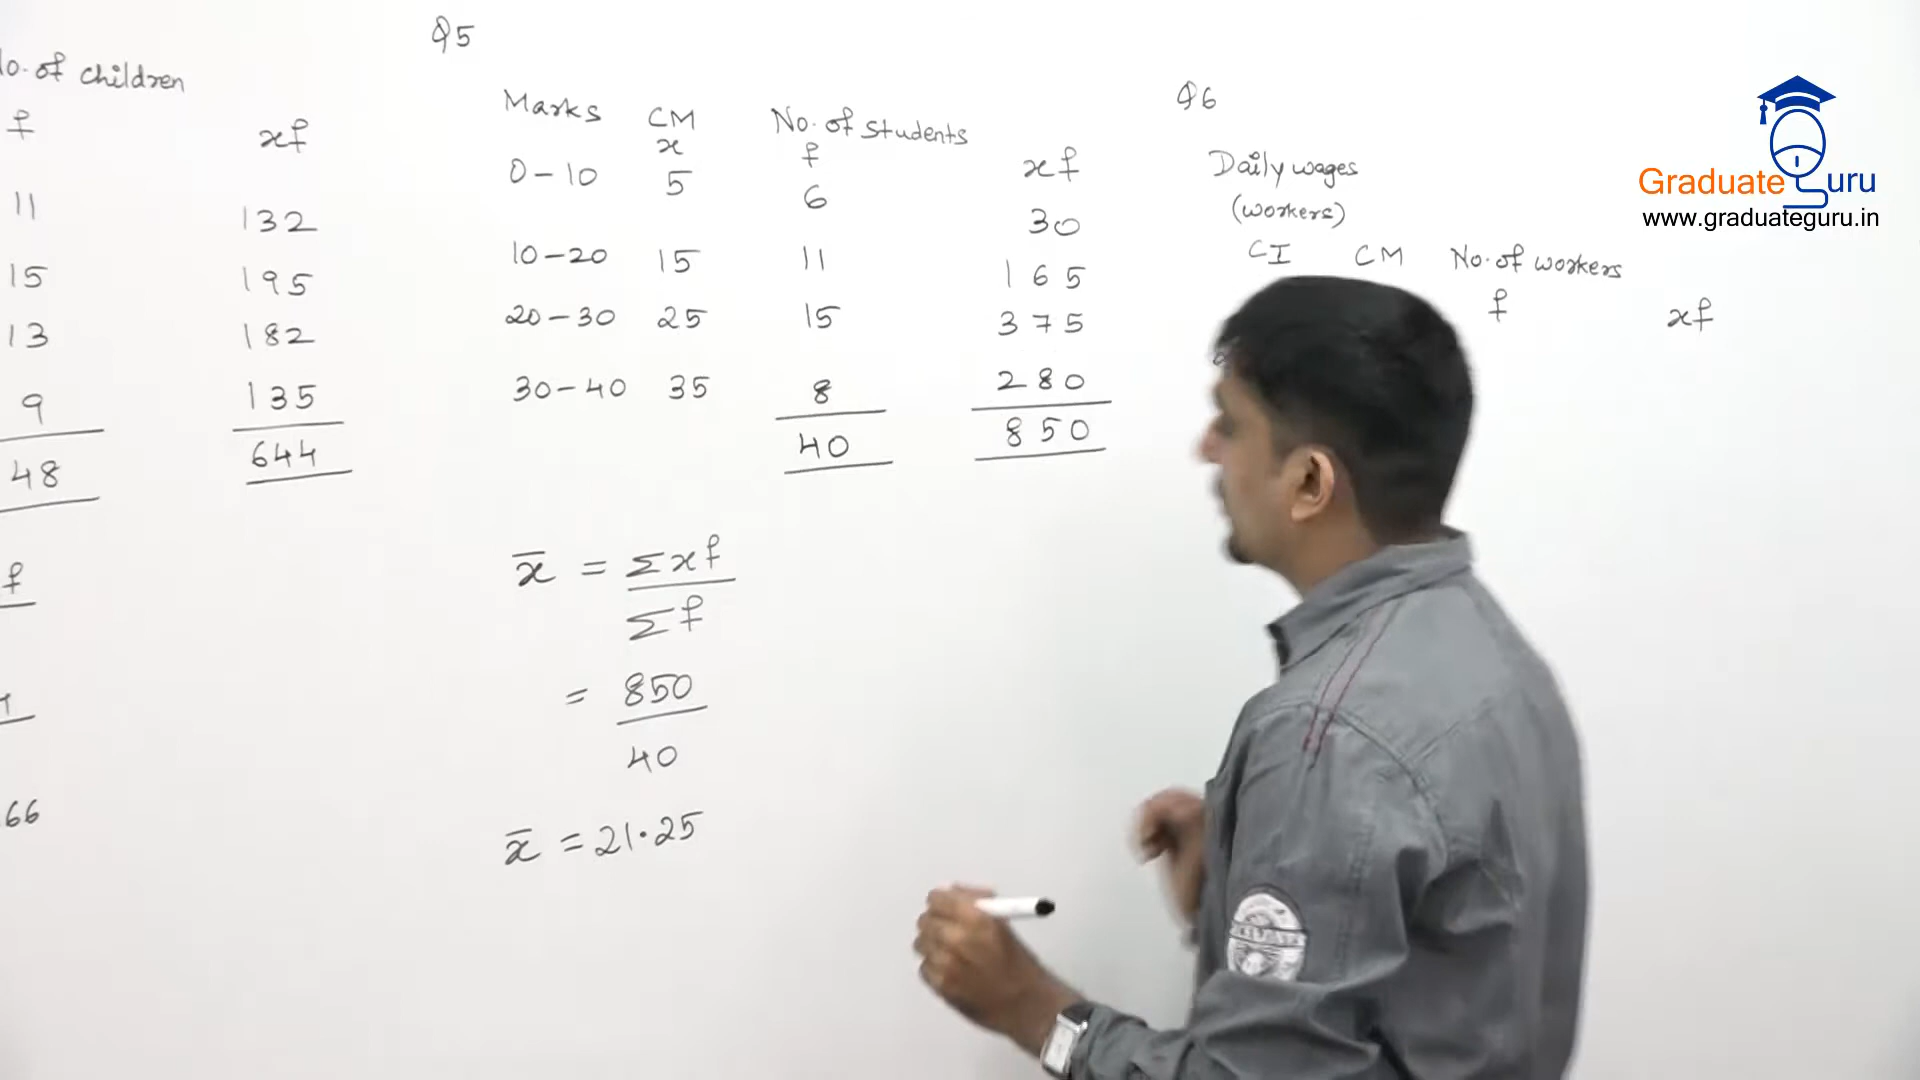 No. of children
f
xf
11
132
15
195
13
182
9
135
48
644
f
66
Q5
Marks CM No. of students
x f xf
0-10 5 6 30
10-20 15 11 165
20-30 25 15 375
30-40 35 8 280
40 850
x̄ = Σxf
Σf
= 850
40
x̄ = 21.25
Q6
Daily wages
(workers)
CI CM No. of workers
f xf
Graduate Guru
www.graduateguru.in